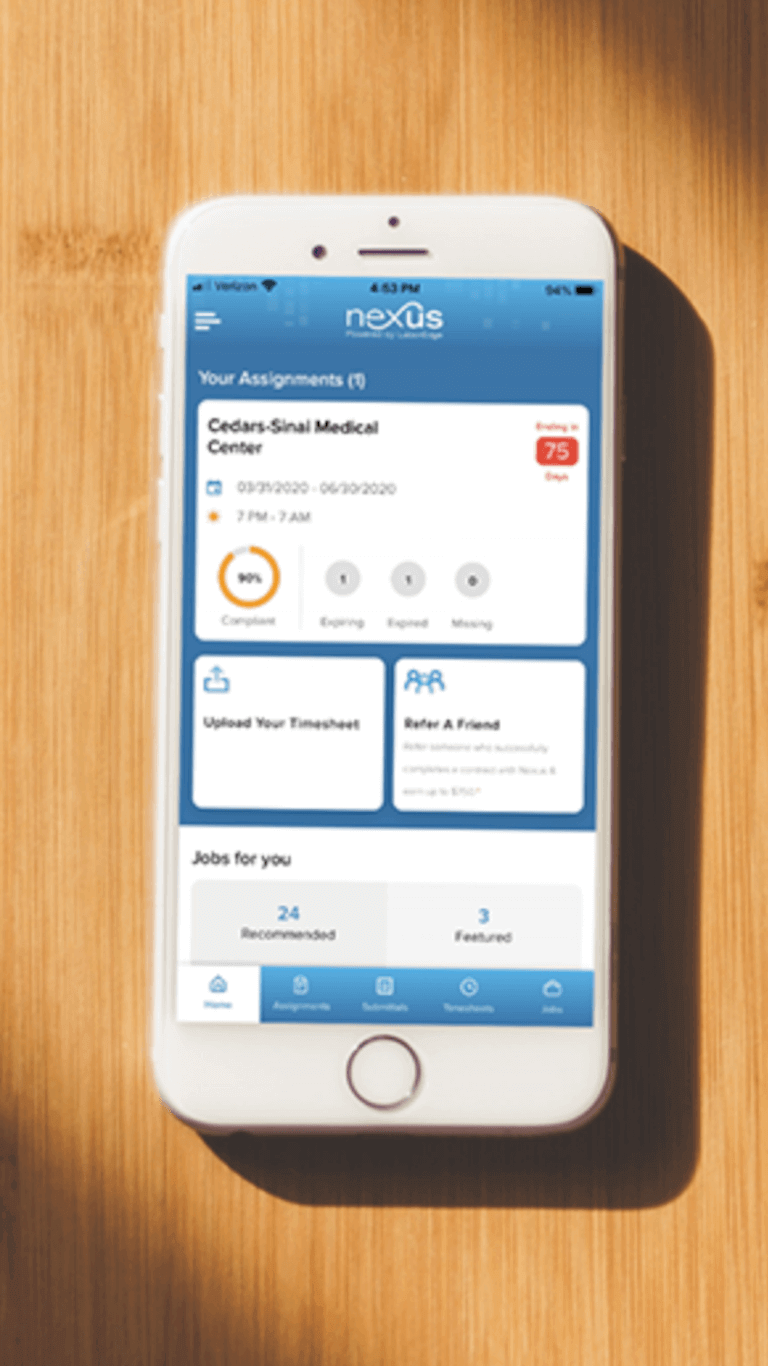 Verizon 4:53 PM 94%
nexus
Powered by LaborEdge
Your Assignments (1)
Cedars-Sinai Medical
Center
Ending in
75
Days
03/31/2020 - 06/30/2020
7 PM - 7 AM
90%
1
1
0
Compliant
Expiring
Expired
Missing
Upload Your Timesheet
Refer A Friend
Refer someone who successfully
completes a contract with Nexus &
earn up to $750*
Jobs for you
24
Recommended
3
Featured
Home
Assignments
Submittals
Timesheets
Jobs